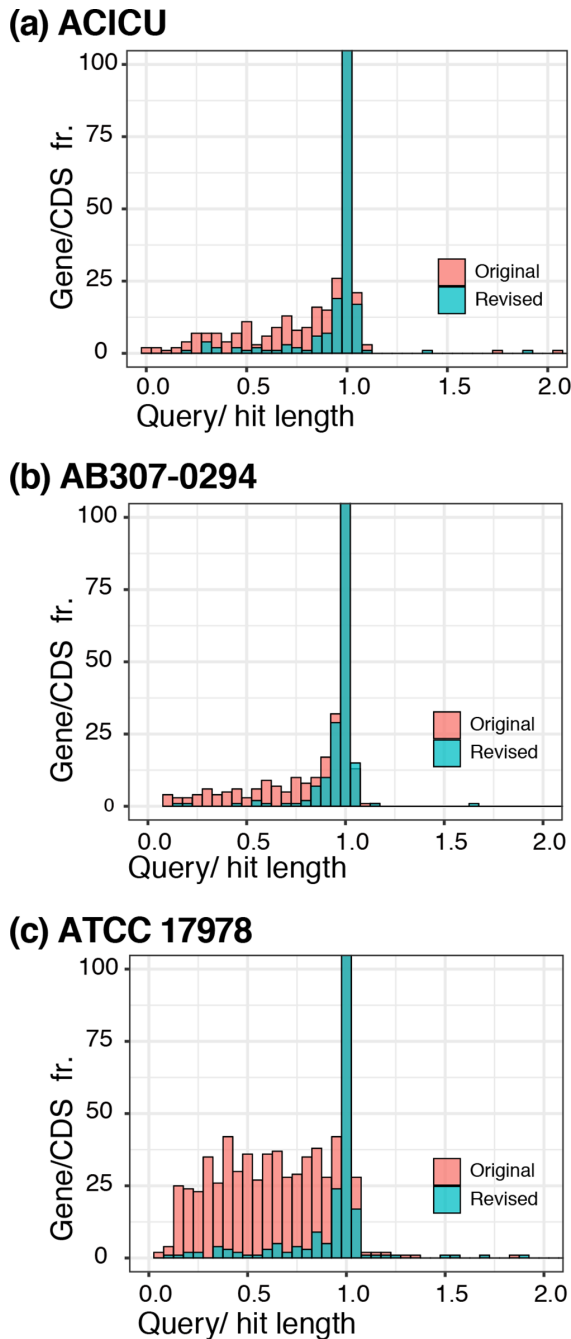 (a) ACICU
100
75
50
25
0
Gene/CDS fr.
Original
Revised
0.0 0.5 1.0 1.5 2.0
Query/ hit length
(b) AB307-0294
100
75
50
25
0
Gene/CDS fr.
Original
Revised
0.0 0.5 1.0 1.5 2.0
Query/ hit length
(c) ATCC 17978
100
75
50
25
0
Gene/CDS fr.
Original
Revised
0.0 0.5 1.0 1.5 2.0
Query/ hit length